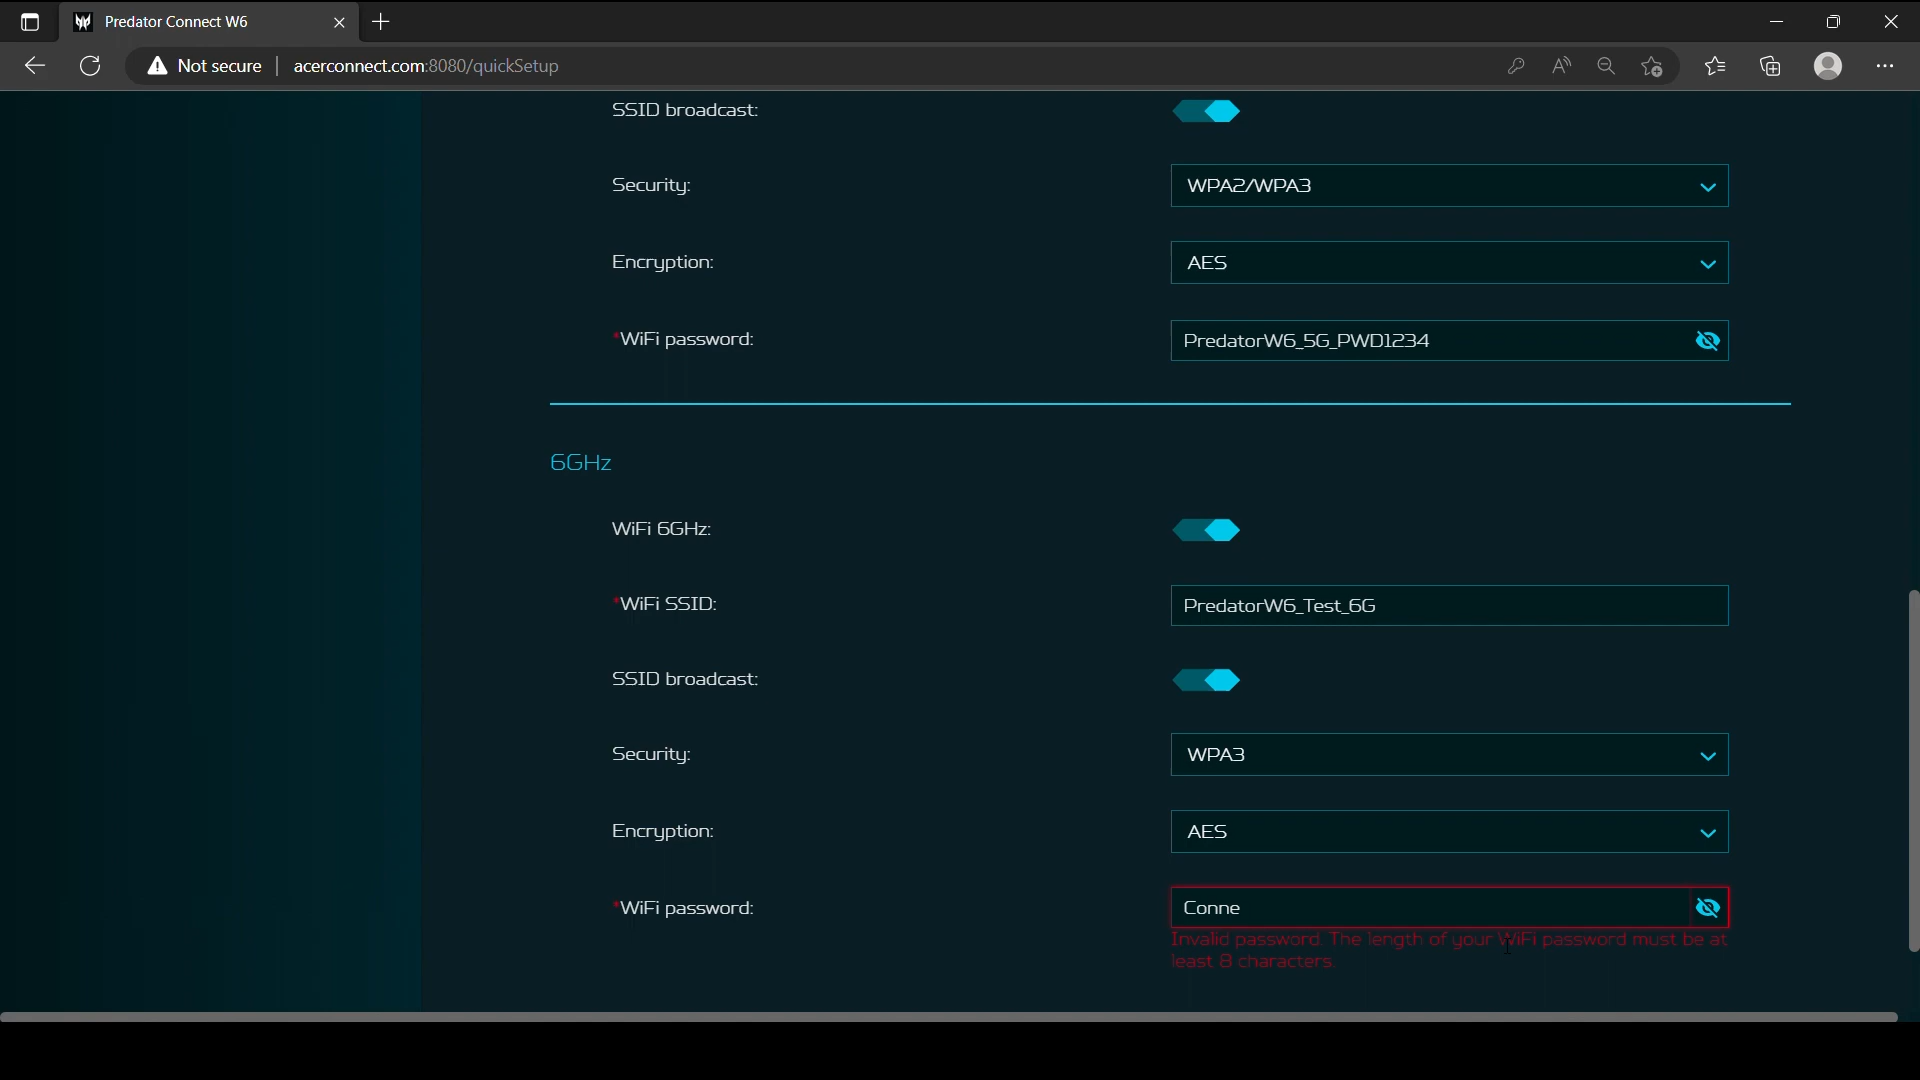 Predator Connect W6
Not secure acerconnect.com:8080/quickSetup
SSID broadcast:
Security: WPA2/WPA3
Encryption: AES
*WiFi password: PredatorW6_5G_PWD1234
6GHz
WiFi 6GHz:
*WiFi SSID: PredatorW6_Test_6G
SSID broadcast:
Security: WPA3
Encryption: AES
*WiFi password: Conne
Invalid password. The length of your WiFi password must be at
least 8 characters.